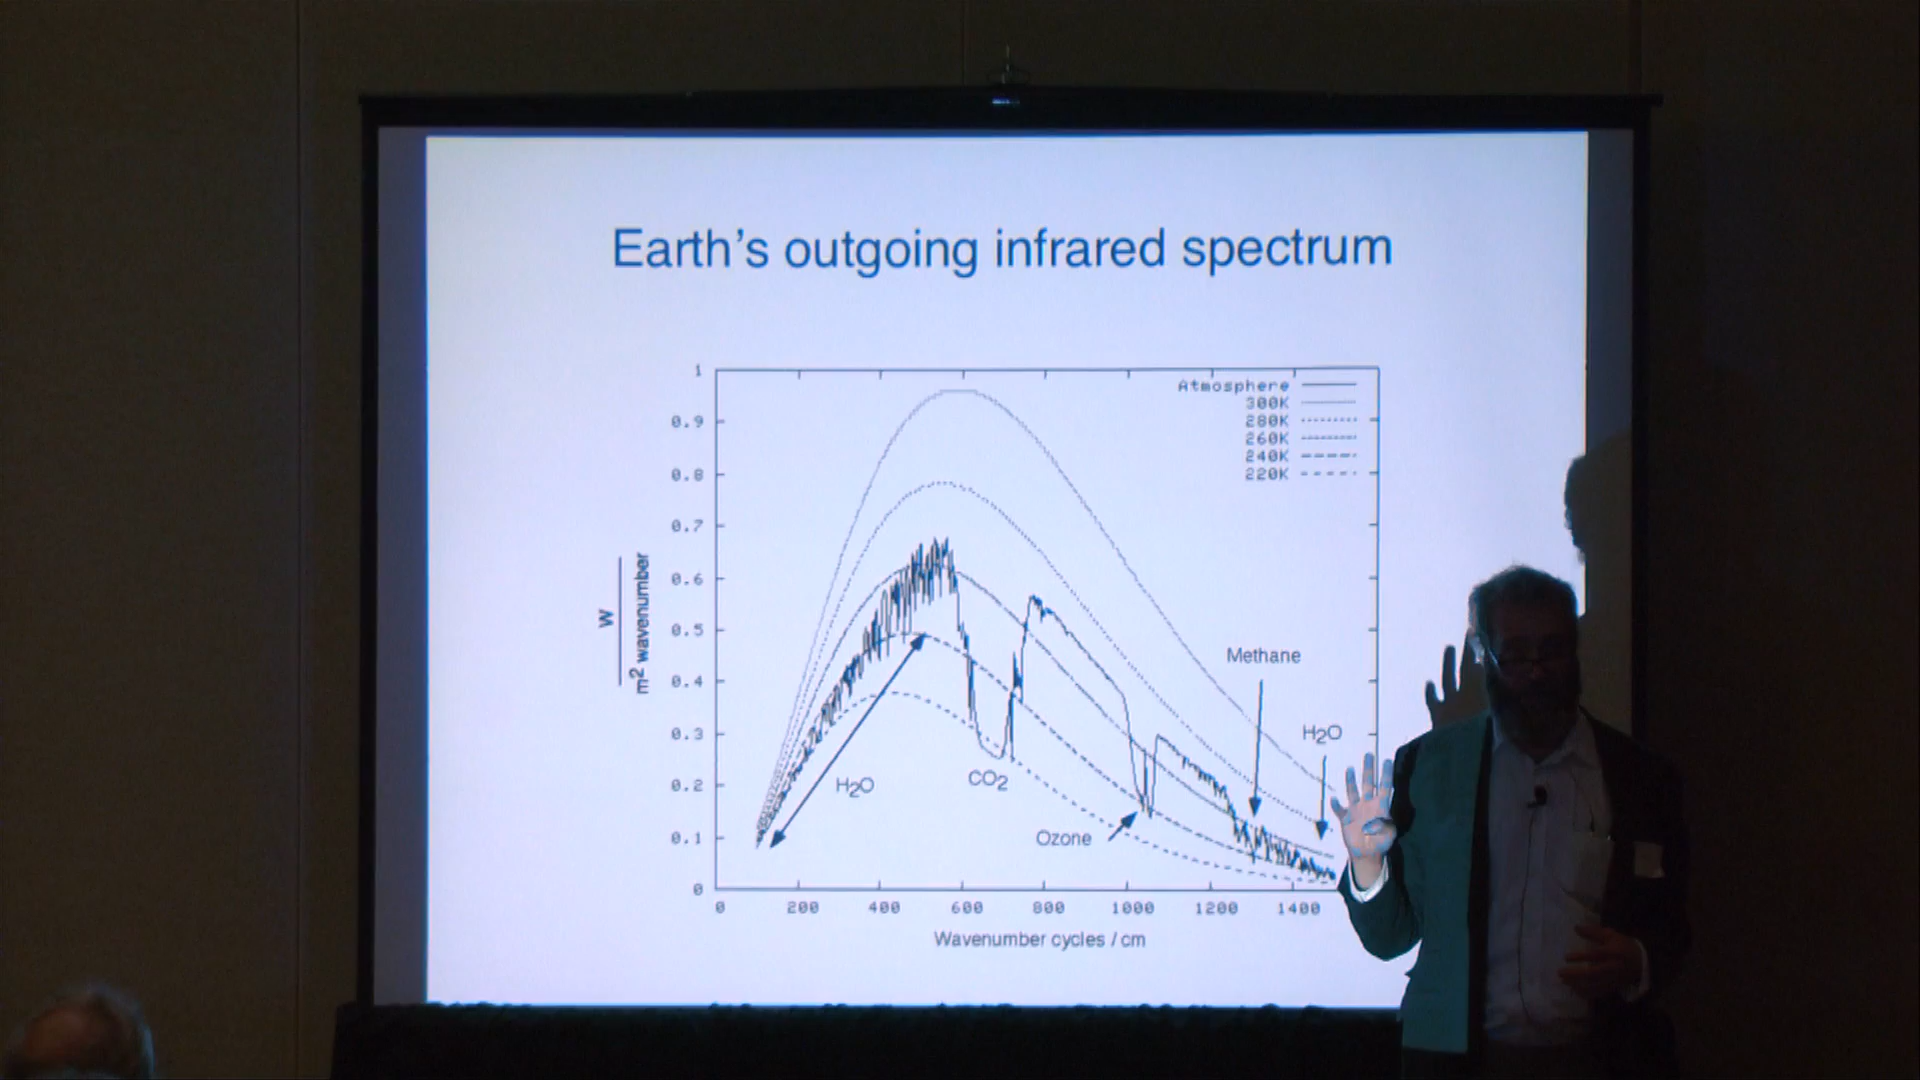 Earth's outgoing infrared spectrum
1
0.9
0.8
0.7
0.6
0.5
0.4
0.3
0.2
0.1
0
W
m2 wavenumber
Atmosphere
300K
280K
260K
240K
220K
Methane
H2O
H2O
CO2
Ozone
0 200 400 600 800 1000 1200 1400
Wavenumber cycles / cm